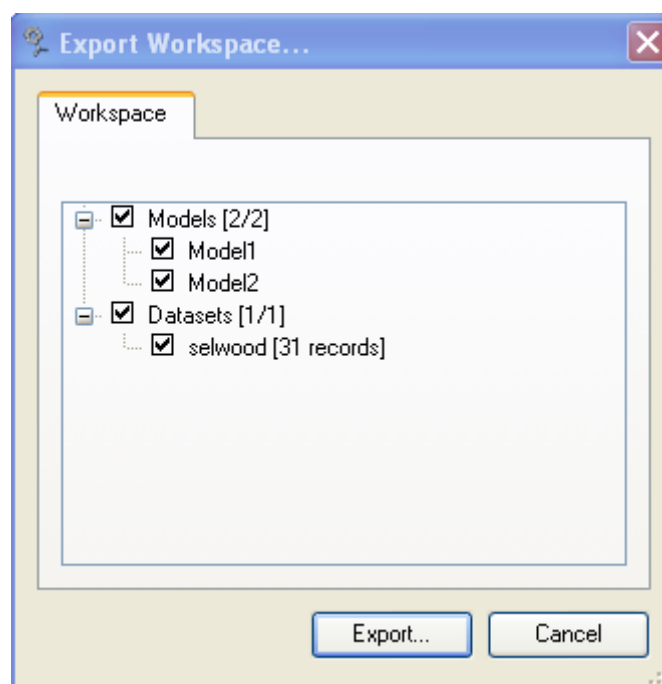 Export Workspace...
Workspace
Models [2/2]
Model1
Model2
Datasets [1/1]
selwood [31 records]
Export... Cancel